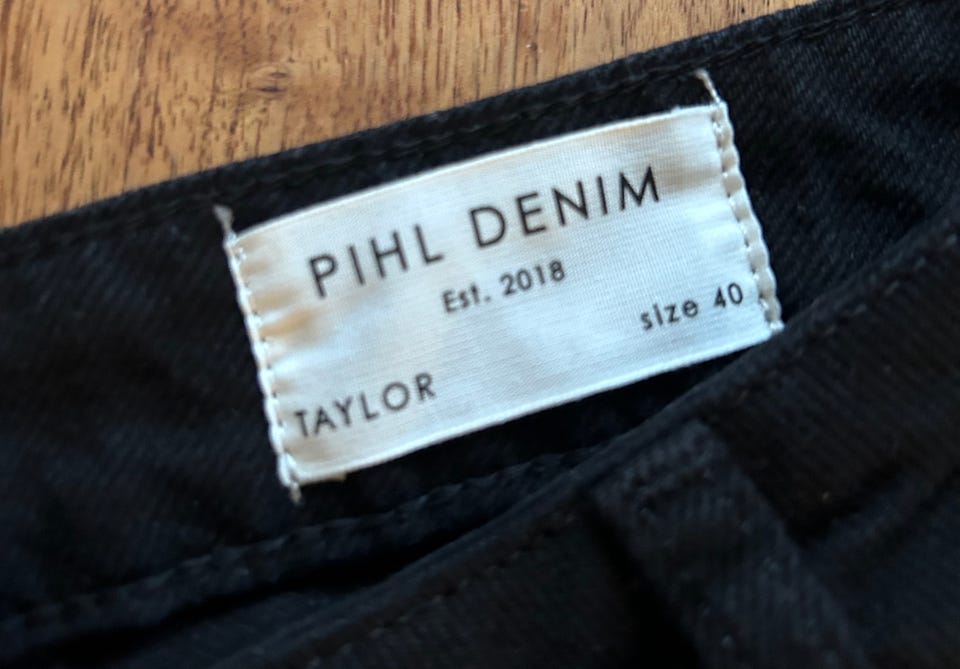 PIHL DENIM
Est. 2018
size 40
TAYLOR